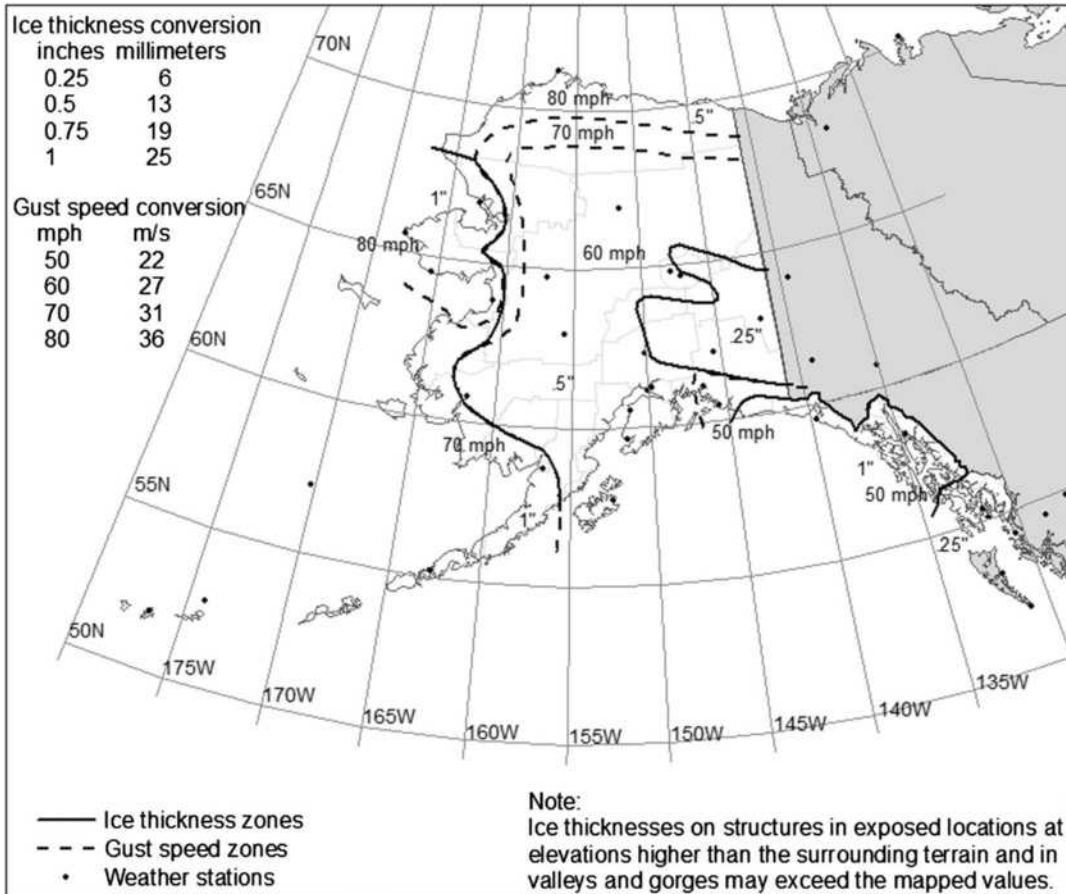 Ice thickness conversion
inches millimeters
0.25 6
0.5 13
0.75 19
1 25
Gust speed conversion
mph m/s
50 22
60 27
70 31
80 36
70N
65N
60N
55N
50N
80 mph
.5"
70 mph
1"
80 mph
60 mph
.25"
.5"
70 mph
50 mph
1"
50 mph
1"
.25"
175W
170W
165W
160W
155W
150W
145W
140W
135W
Ice thickness zones
Gust speed zones
Weather stations
Note:
Ice thicknesses on structures in exposed locations at
elevations higher than the surrounding terrain and in
valleys and gorges may exceed the mapped values.